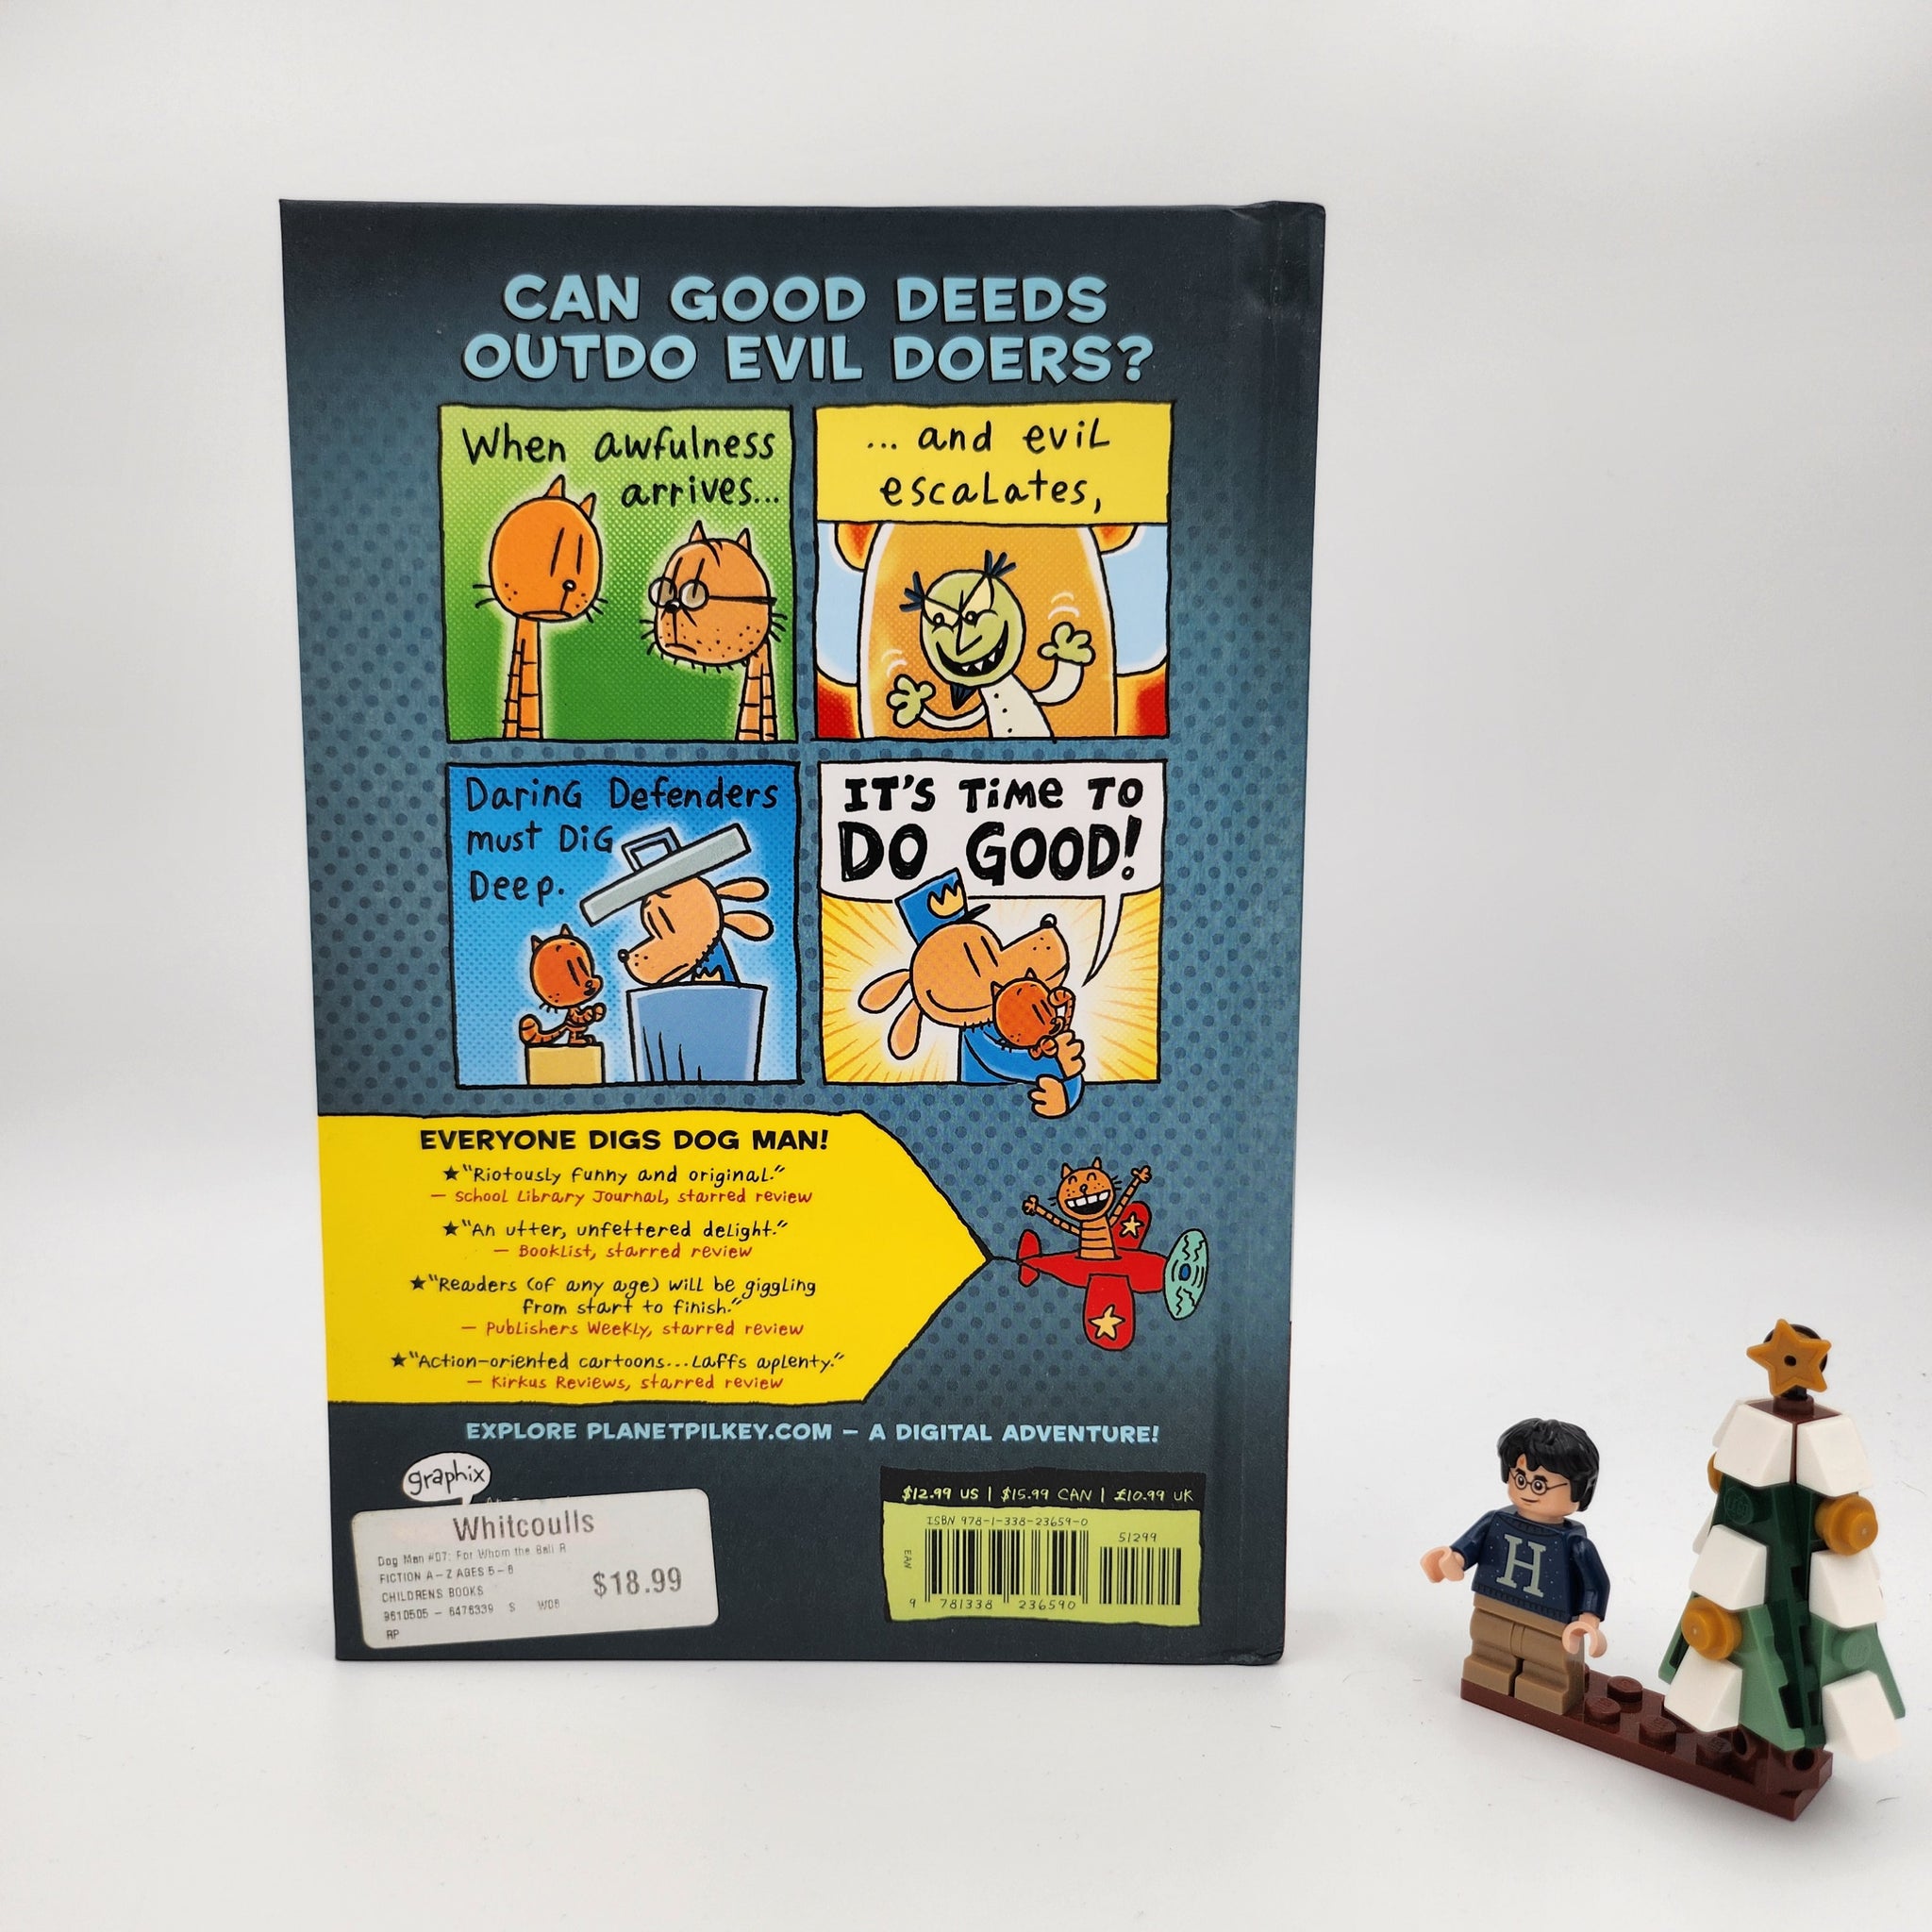 CAN GOOD DEEDS
OUTDO EVIL DOERS?
When awfulness
arrives...
... and evil
escalates,
Daring Defenders
must Dig
Deep.
IT'S TIME TO
DO GOOD!
EVERYONE DIGS DOG MAN!
★"Riotously funny and original."
— School Library Journal, starred review
★"An utter, unfettered delight."
— Booklist, starred review
★"Readers (of any age) will be giggling
from start to finish."
— Publishers Weekly, starred review
★"Action-oriented cartoons...Laffs aplenty."
— Kirkus Reviews, starred review
EXPLORE PLANETPILKEY.COM — A DIGITAL ADVENTURE!
graphix
Whitcoulls
Dog Man #07: For Whom the Ball R
FICTION A-Z AGES 5-8
CHILDRENS BOOKS
$18.99
9610505 - 6476339 S W08
RP
$12.99 US | $15.99 CAN | £10.99 UK
ISBN 978-1-338-23659-0
51299
EAN
9 781338 236590
H